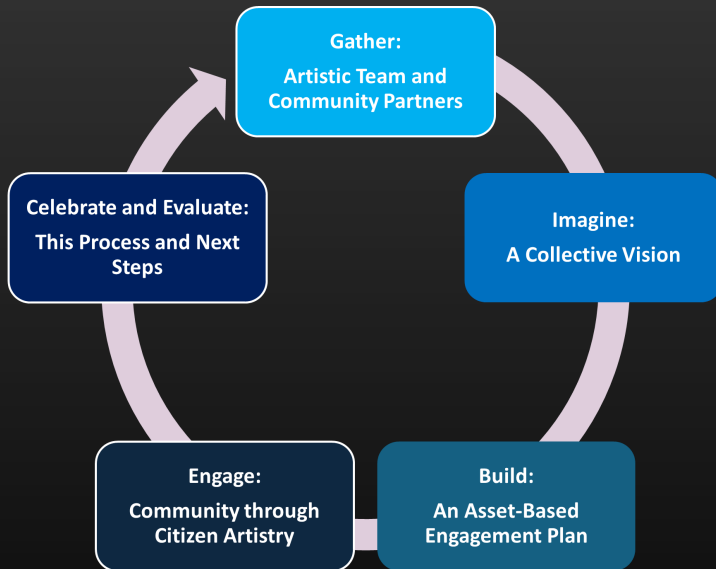 Gather:
Artistic Team and
Community Partners
Imagine:
A Collective Vision
Build:
An Asset-Based
Engagement Plan
Engage:
Community through
Citizen Artistry
Celebrate and Evaluate:
This Process and Next
Steps